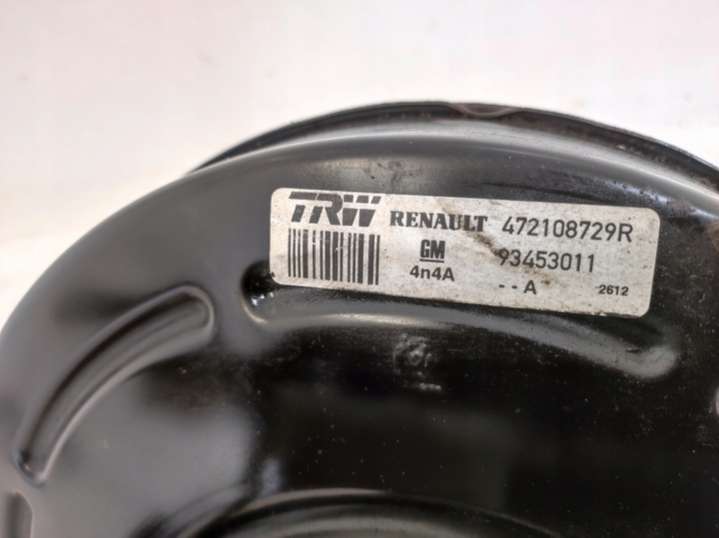 TRW RENAULT 472108729R
GM 93453011
4n4A --A 2612